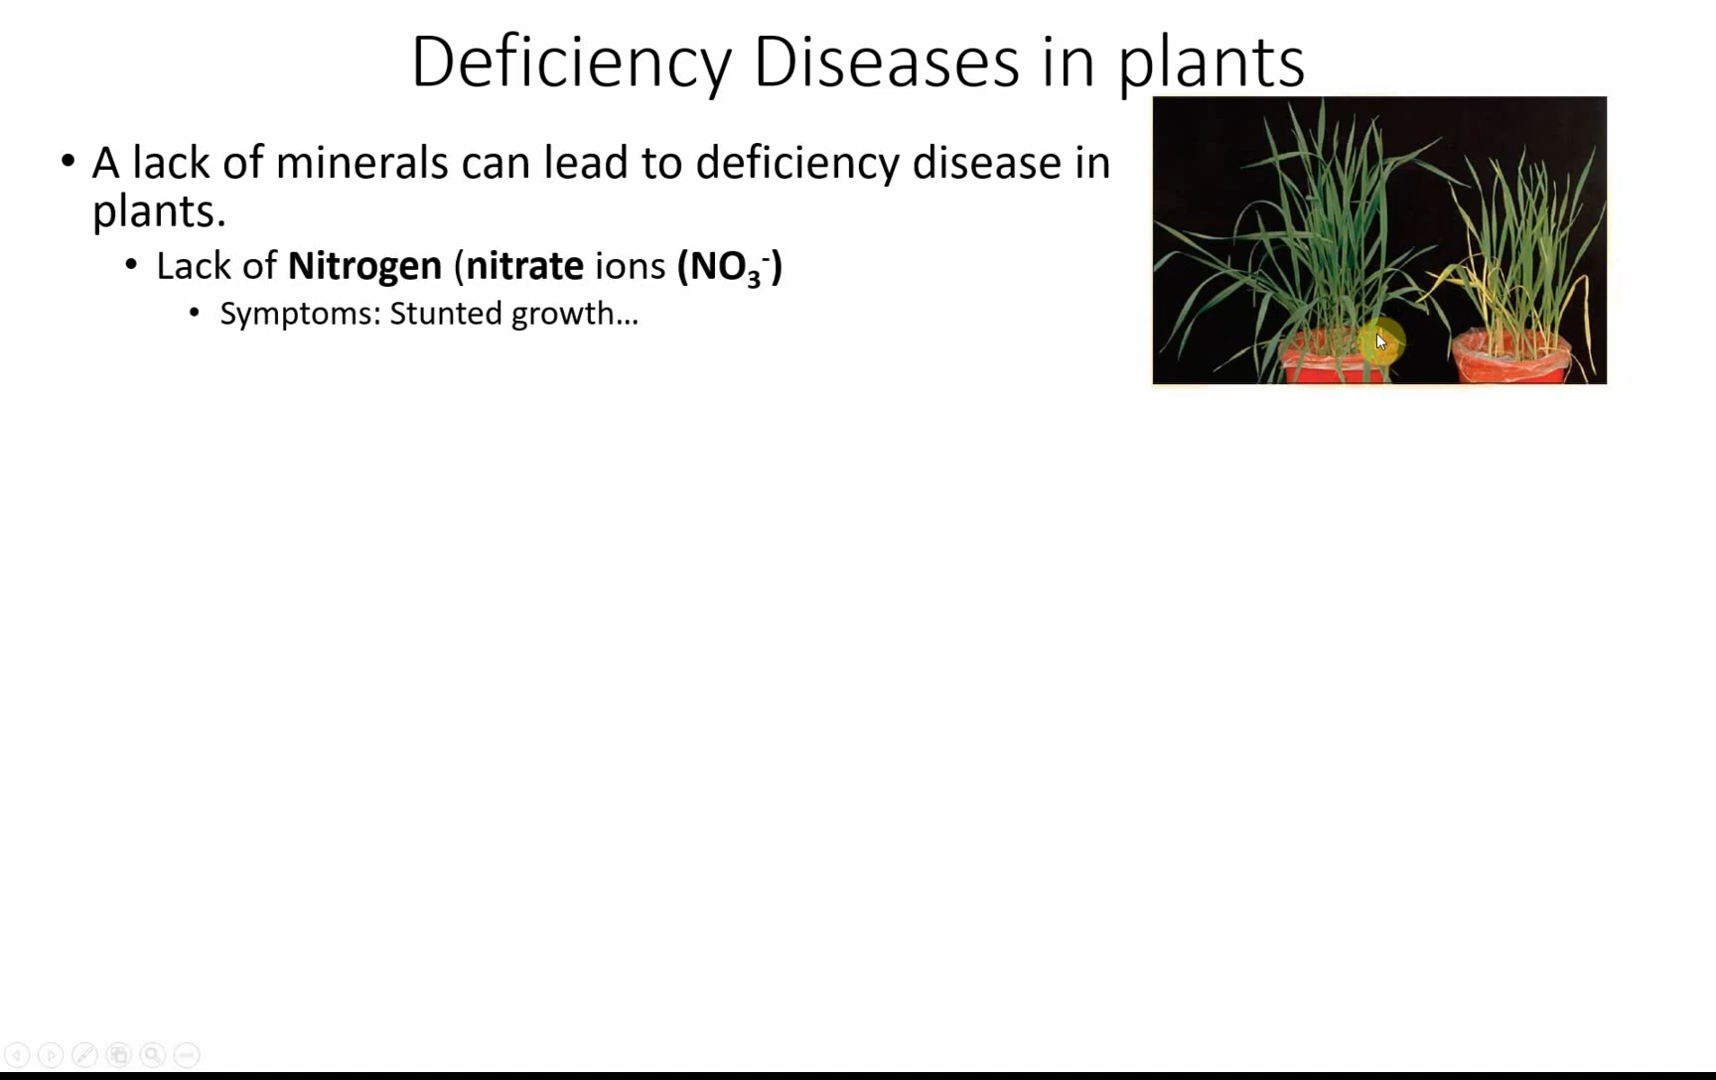 Deficiency Diseases in plants
• A lack of minerals can lead to deficiency disease in
plants.
• Lack of Nitrogen (nitrate ions (NO₃⁻)
• Symptoms: Stunted growth...